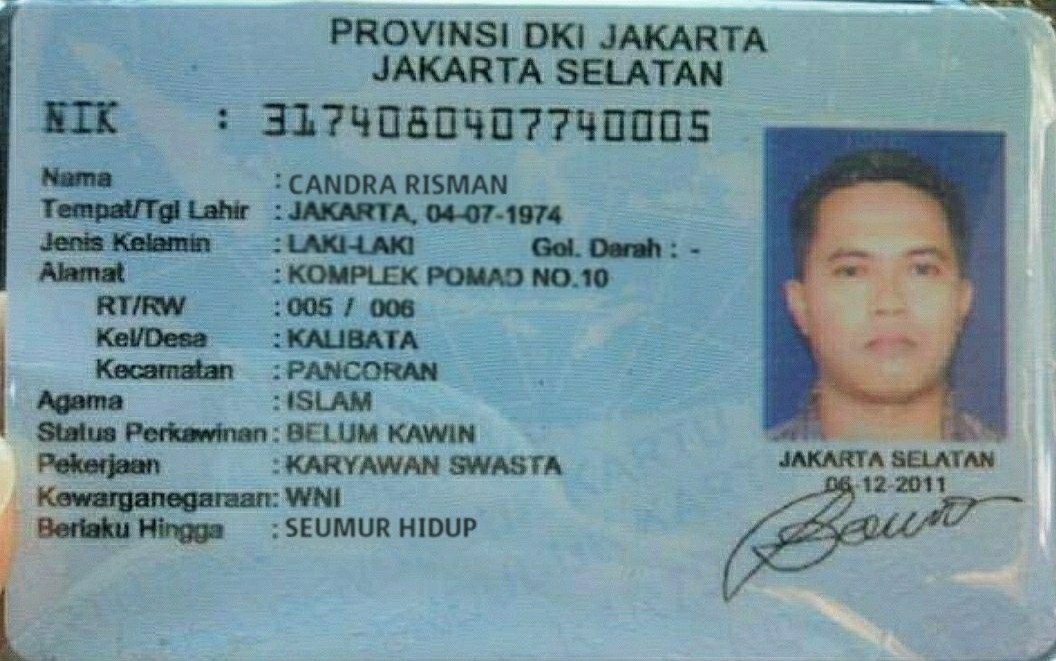 PROVINSI DKI JAKARTA
JAKARTA SELATAN
NIK : 3174080407740005
Nama : CANDRA RISMAN
Tempat/Tgl Lahir : JAKARTA, 04-07-1974
Jenis Kelamin : LAKI-LAKI Gol. Darah : -
Alamat : KOMPLEK POMAD NO.10
RT/RW : 005 / 006
Kel/Desa : KALIBATA
Kecamatan : PANCORAN
Agama : ISLAM
Status Perkawinan : BELUM KAWIN
Pekerjaan : KARYAWAN SWASTA
Kewarganegaraan: WNI
Berlaku Hingga : SEUMUR HIDUP
JAKARTA SELATAN
06-12-2011